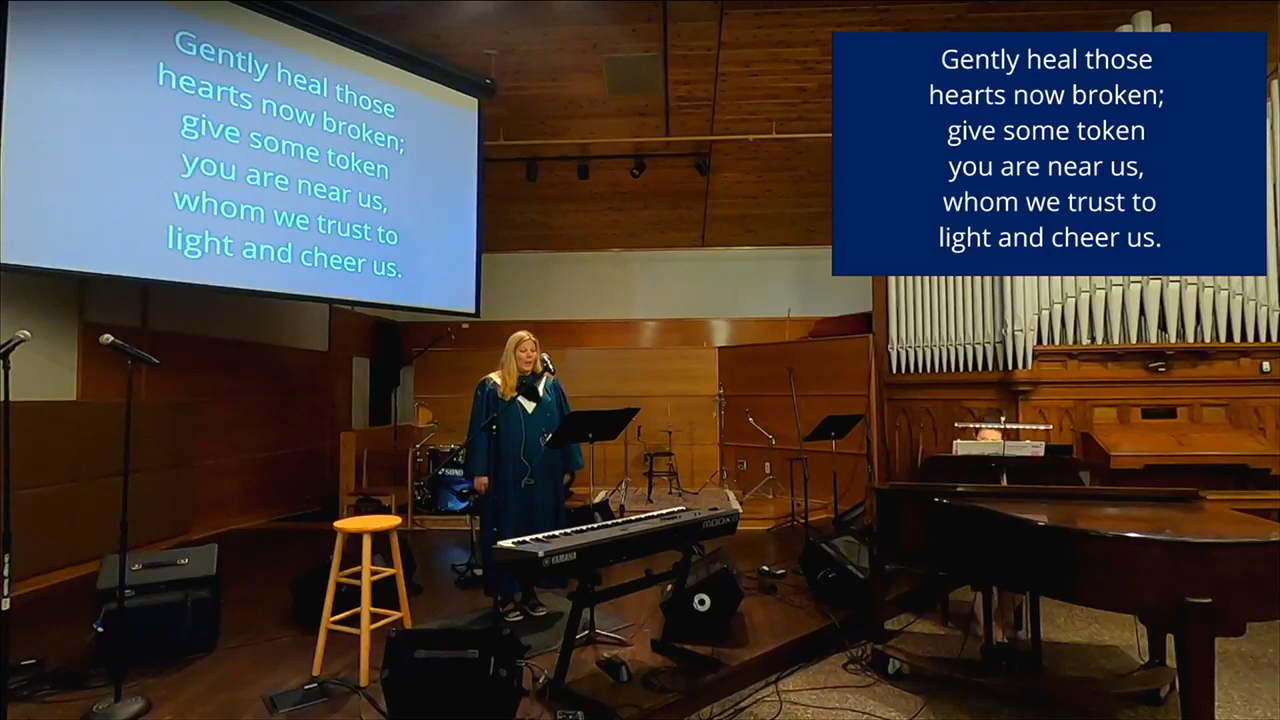 Gently heal those
hearts now broken;
give some token
you are near us,
whom we trust to
light and cheer us.
Gently heal those
hearts now broken;
give some token
you are near us,
whom we trust to
light and cheer us.
YAMAHA